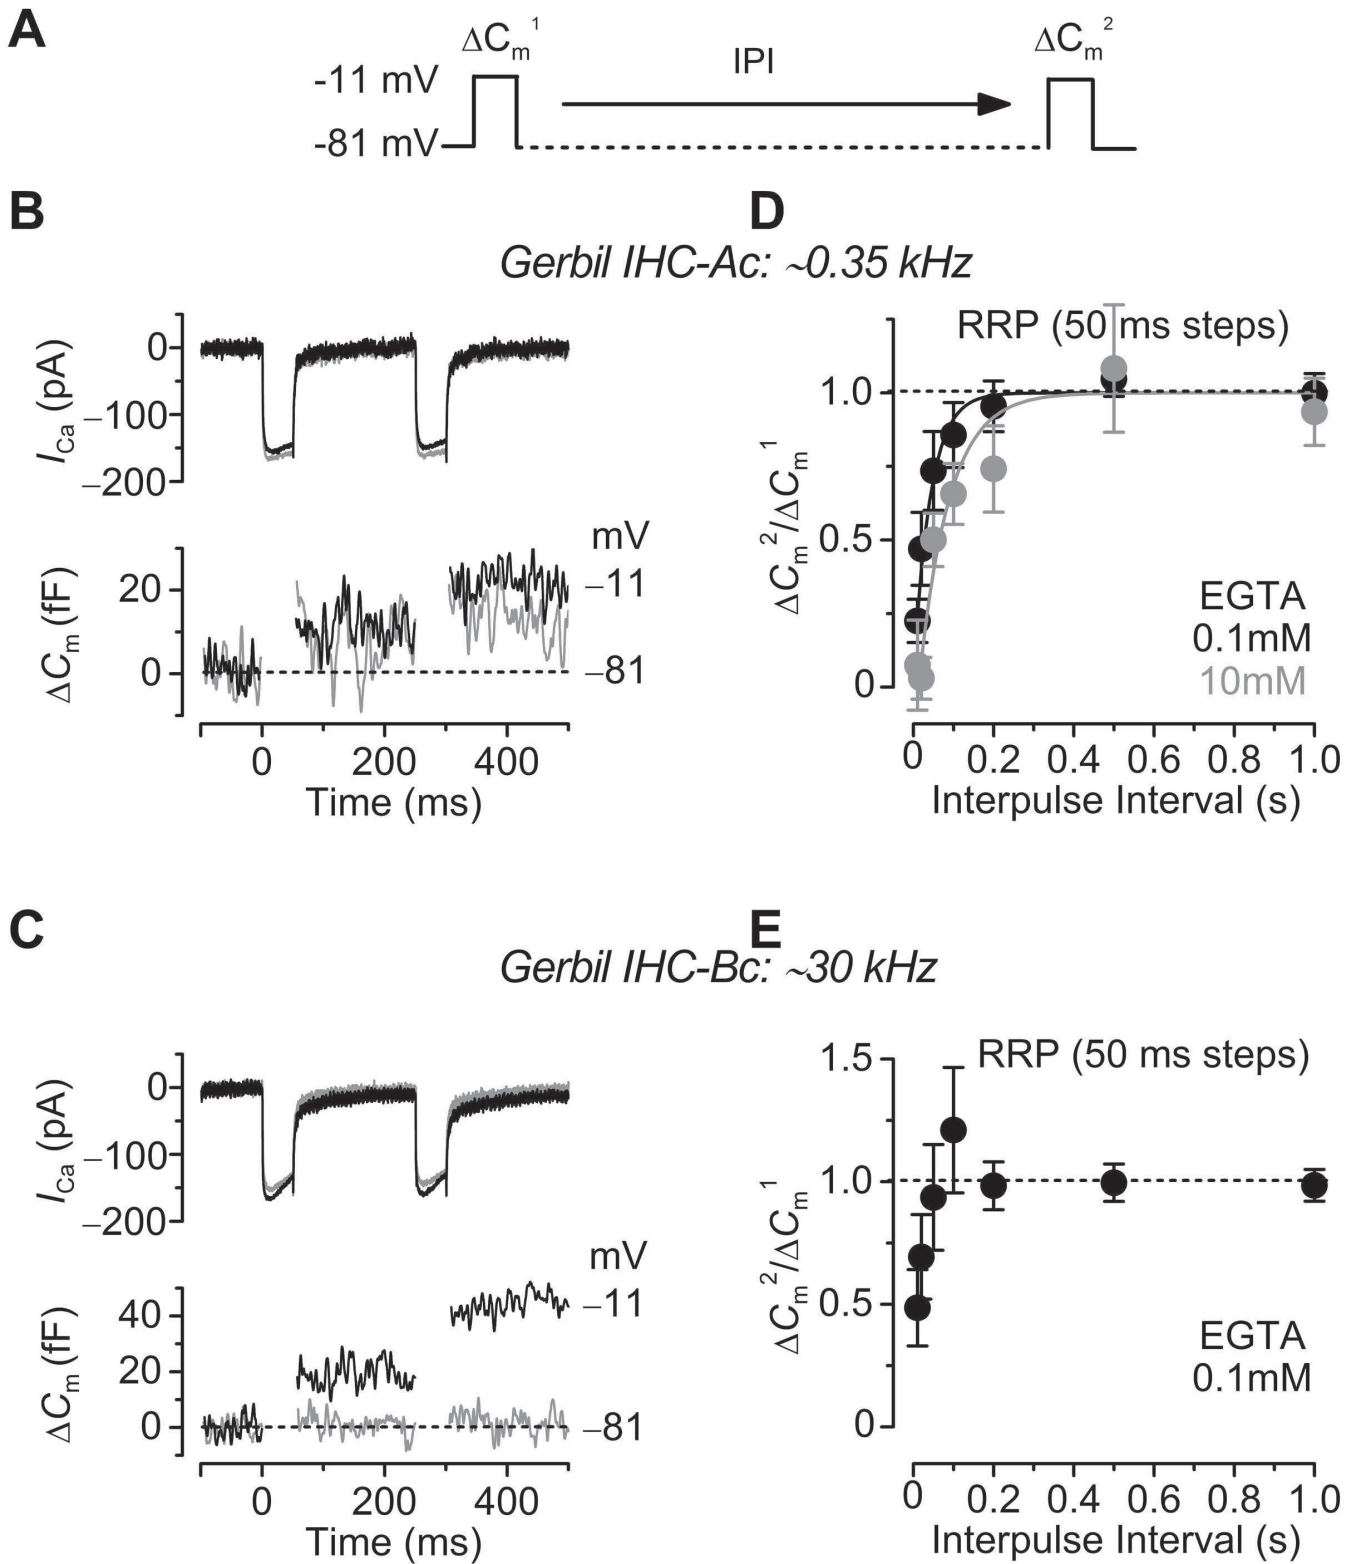 A
ΔCm1
ΔCm2
IPI
-11 mV
-81 mV
B
D
Gerbil IHC-Ac: ~0.35 kHz
ICa (pA)
0
−100
−200
mV
−11
−81
ΔCm (fF)
20
0
0
200
400
Time (ms)
RRP (50 ms steps)
ΔCm2/ΔCm1
1.0
0.5
0
EGTA
0.1mM
10mM
0
0.2
0.4
0.6
0.8
1.0
Interpulse Interval (s)
C
E
Gerbil IHC-Bc: ~30 kHz
ICa (pA)
0
−100
−200
mV
−11
−81
ΔCm (fF)
40
20
0
0
200
400
Time (ms)
RRP (50 ms steps)
ΔCm2/ΔCm1
1.5
1.0
0.5
0
EGTA
0.1mM
0
0.2
0.4
0.6
0.8
1.0
Interpulse Interval (s)